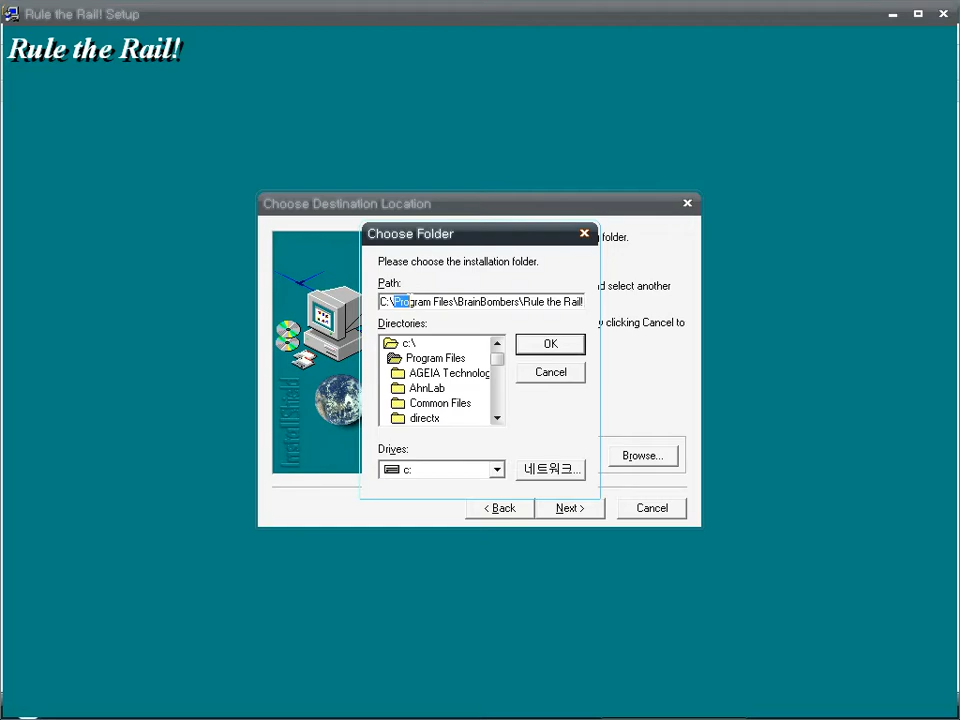 Rule the Rail! Setup
Rule the Rail!
Choose Destination Location
Choose Folder
folder.
Please choose the installation folder.
Path:
C:\Program Files\BrainBombers\Rule the Rail!
nd select another
Directories:
y clicking Cancel to
c:\
Program Files
AGEIA Technolog
AhnLab
Common Files
directx
OK
Cancel
InstallShield
Drives:
c:
네트워크...
Browse...
< Back
Next >
Cancel